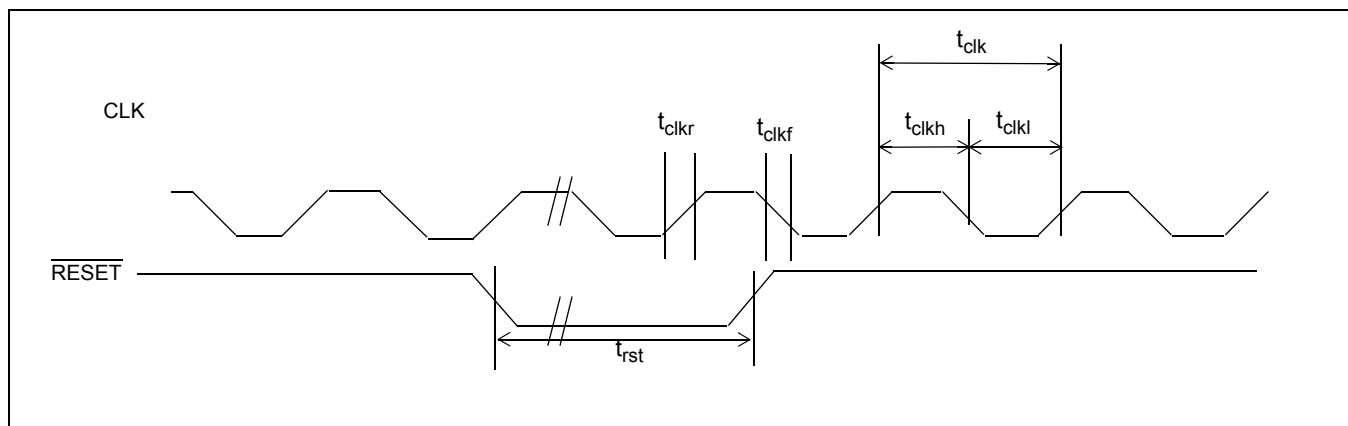 t_clk
CLK
t_clkr
t_clkf
t_clkh
t_clkl
RESET
t_rst